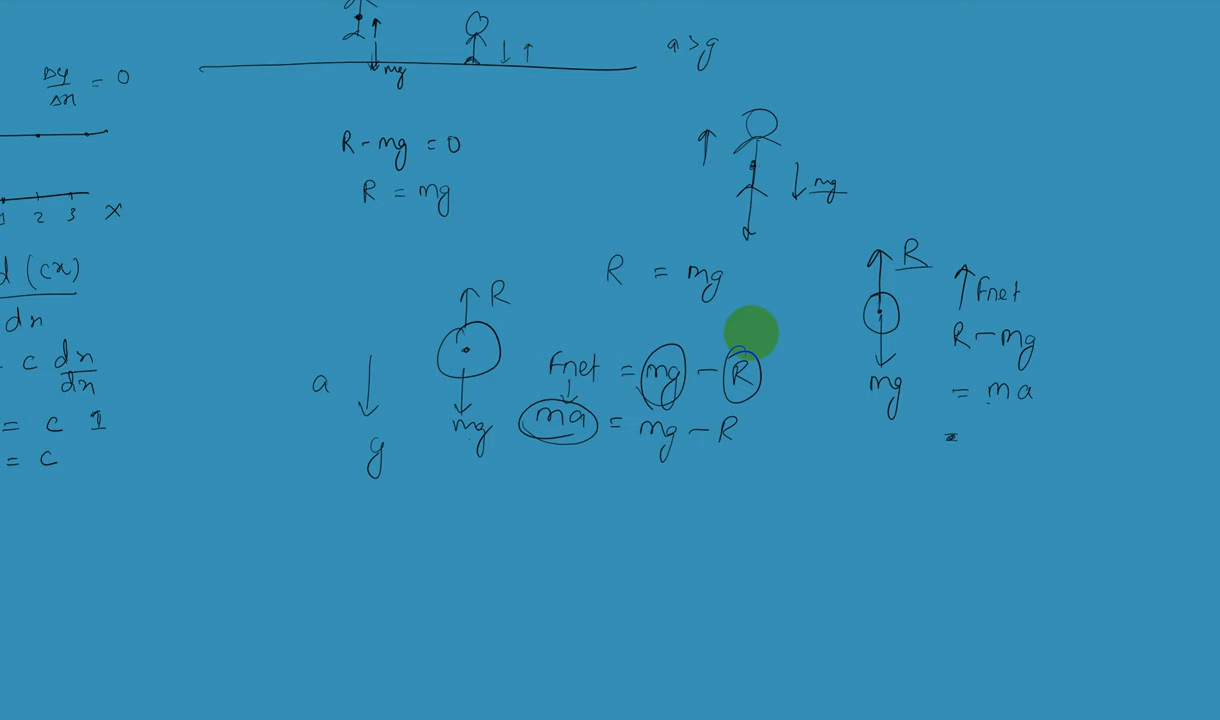 mg
a > g
Δy/Δx = 0
R - mg = 0
R = mg
mg
1 2 3 X
d (cx)
dx
R = mg
R
R
Fnet
c dx/dx
a
Fnet = mg - R
R - mg
mg
= ma
= c 1
mg
ma = mg - R
= c
g
=